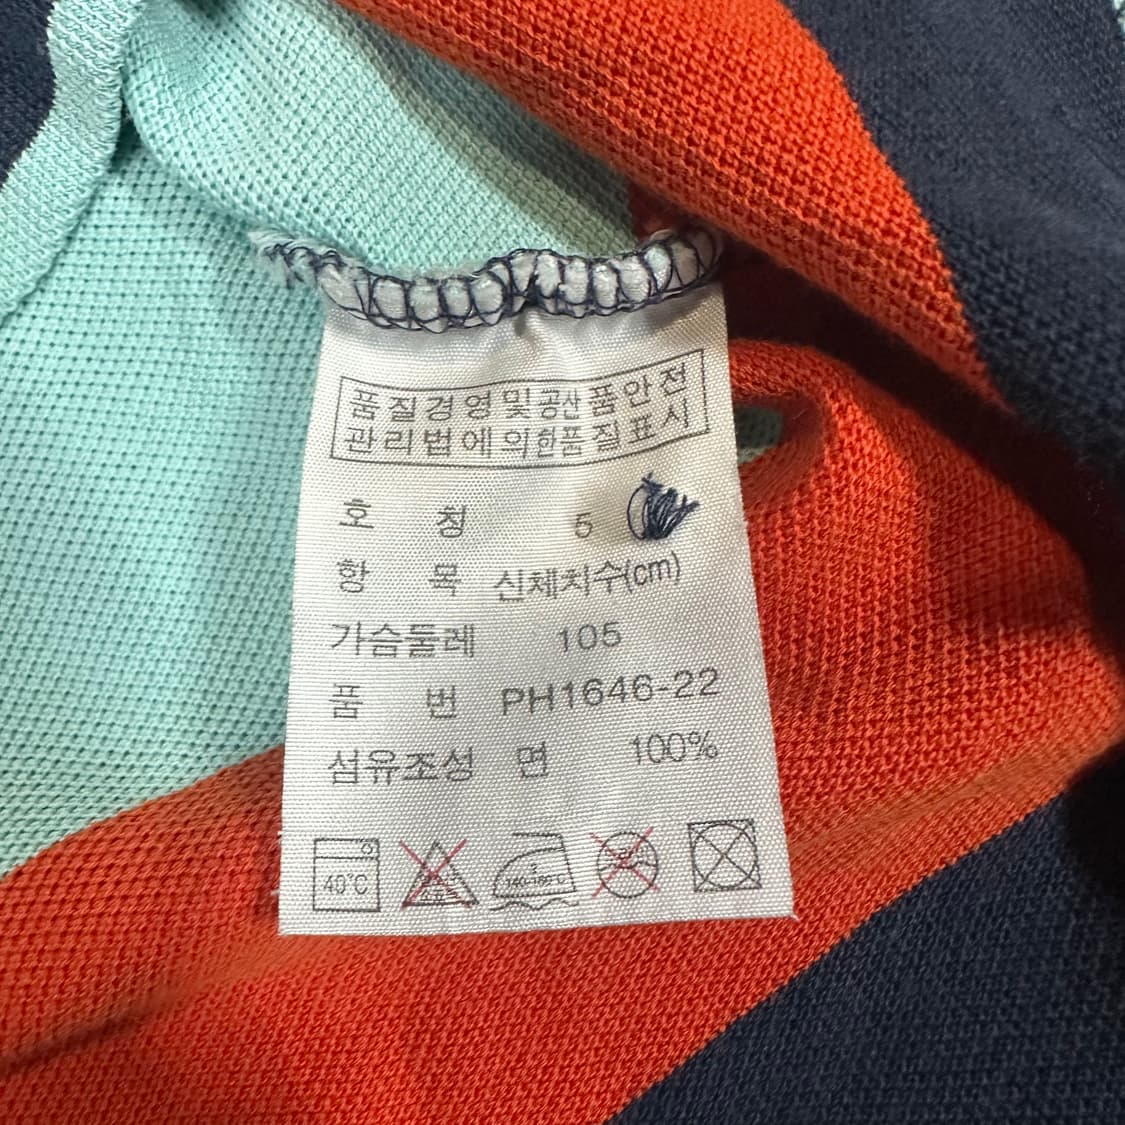 품질경영및공산품안전
관리법에의한품질표시
호 칭 5
항 목 신체치수(cm)
가슴둘레 105
품 번 PH1646-22
섬유조성 면 100%
40°C
140-160°C